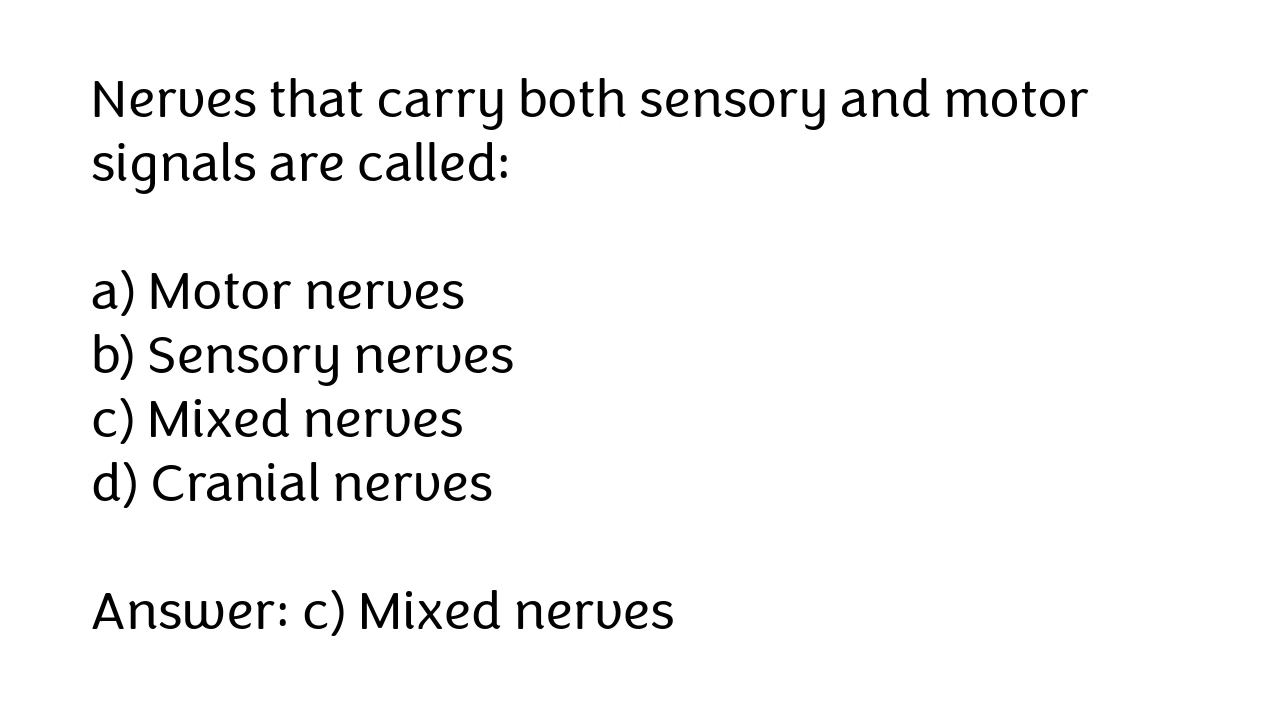 Nerves that carry both sensory and motor
signals are called:
a) Motor nerves
b) Sensory nerves
c) Mixed nerves
d) Cranial nerves
Answer: c) Mixed nerves